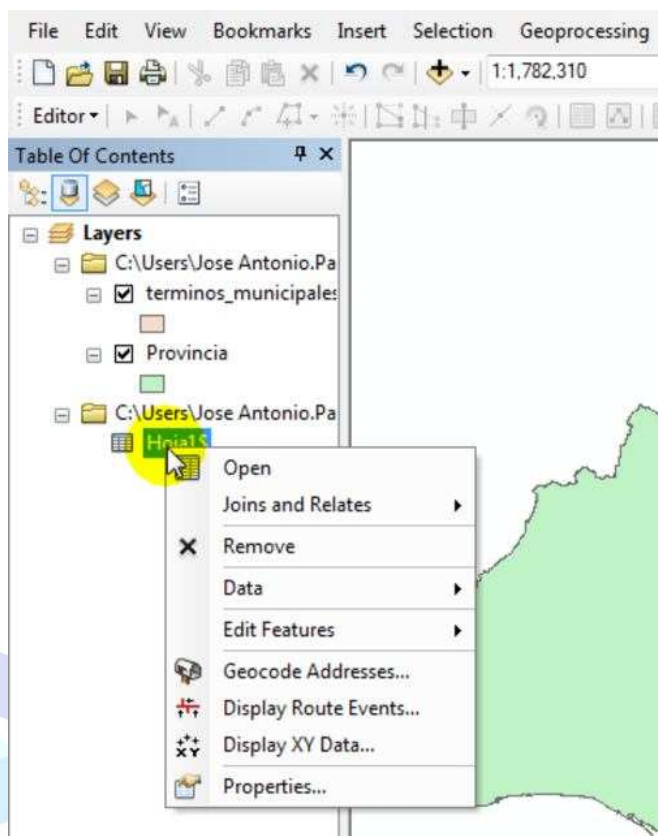 File Edit View Bookmarks Insert Selection Geoprocessing
1:1,782,310
Editor
Table Of Contents
Layers
C:\Users\Jose Antonio.Pa
terminos_municipales
Provincia
C:\Users\Jose Antonio.Pa
Hoja1$
Open
Joins and Relates
Remove
Data
Edit Features
Geocode Addresses...
Display Route Events...
Display XY Data...
Properties...